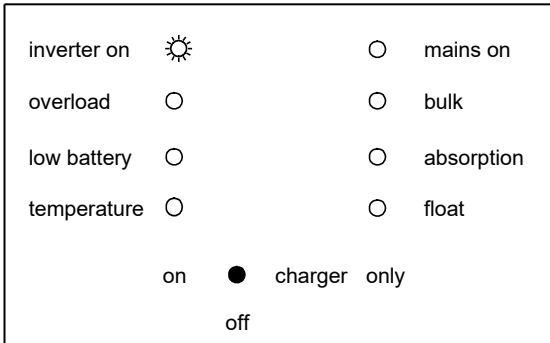 inverter on mains on
overload bulk
low battery absorption
temperature float
on charger only
off